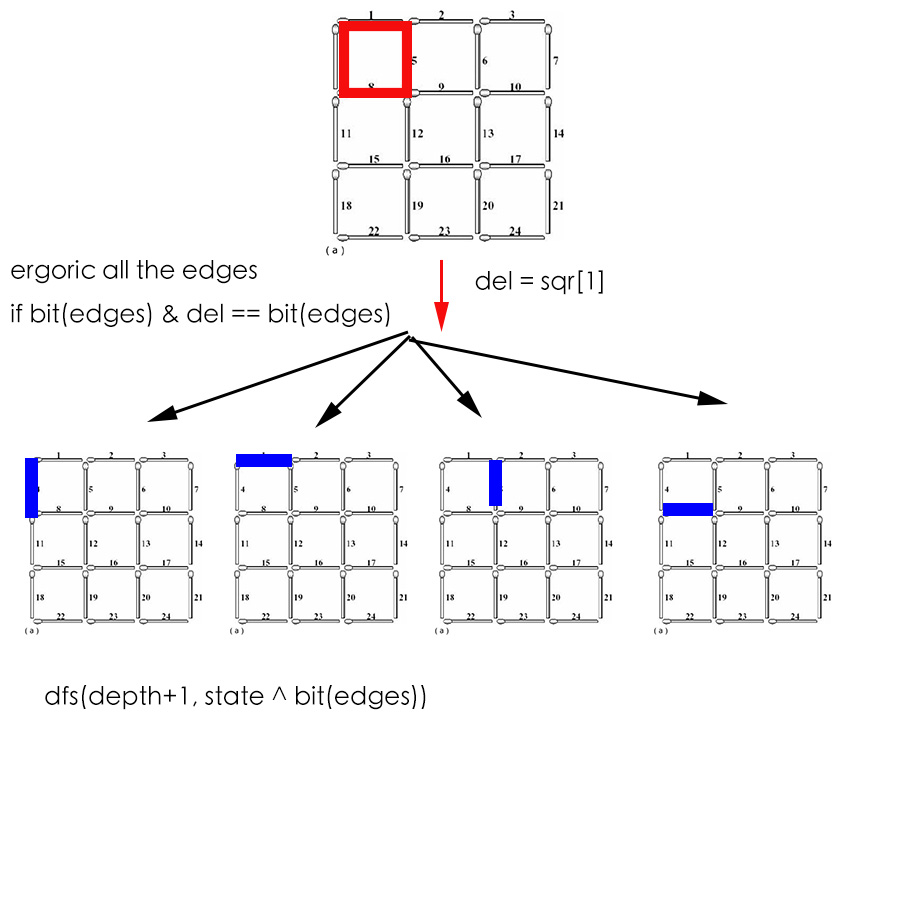 1 2 3
5 6 7
8 9 10
11 12 13 14
15 16 17
18 19 20 21
22 23 24
( a )
ergoric all the edges
del = sqr[1]
if bit(edges) & del == bit(edges)
1 2 3
5 6 7
8 9 10
11 12 13 14
15 16 17
18 19 20 21
22 23 24
( a )
2 3
4 5 6 7
8 9 10
11 12 13 14
15 16 17
18 19 20 21
22 23 24
( a )
1 2 3
4 6 7
8 9 10
11 12 13 14
15 16 17
18 19 20 21
22 23 24
( a )
1 2 3
4 5 6 7
9 10
11 12 13 14
15 16 17
18 19 20 21
22 23 24
( a )
dfs(depth+1, state ^ bit(edges))